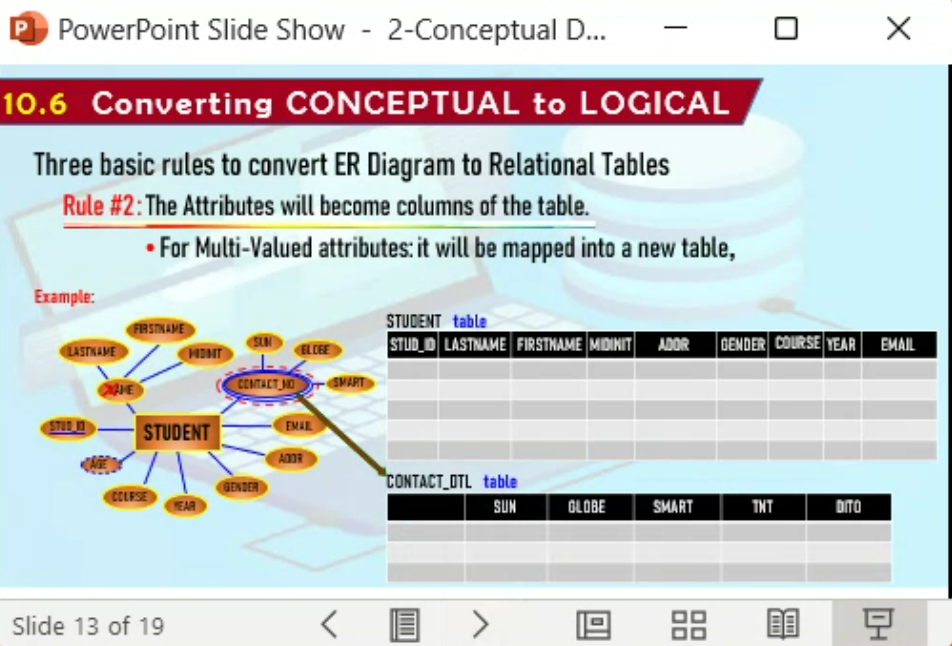 PowerPoint Slide Show - 2-Conceptual D...
10.6 Converting CONCEPTUAL to LOGICAL
Three basic rules to convert ER Diagram to Relational Tables
Rule #2: The Attributes will become columns of the table.
• For Multi-Valued attributes: it will be mapped into a new table,
Example:
FIRSTNAME
LASTNAME
MIDINIT
NAME
SUN
GLOBE
CONTACT_NO
SMART
STUD_ID
STUDENT
EMAIL
AGE
ADDR
COURSE
YEAR
GENDER
STUDENT table
STUD_ID LASTNAME FIRSTNAME MIDINIT ADDR GENDER COURSE YEAR EMAIL
CONTACT_DTL table
SUN GLOBE SMART TNT DITO
Slide 13 of 19